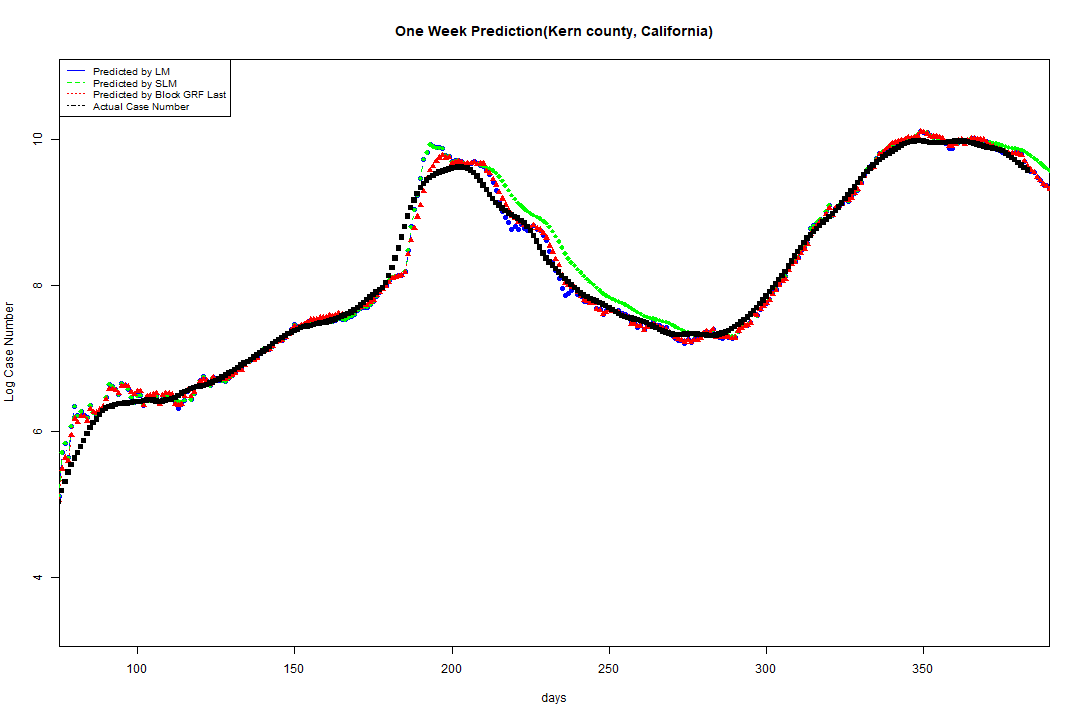 One Week Prediction(Kern county, California)
Predicted by LM
Predicted by SLM
Predicted by Block GRF Last
Actual Case Number
Log Case Number
10
8
6
4
100 150 200 250 300 350
days